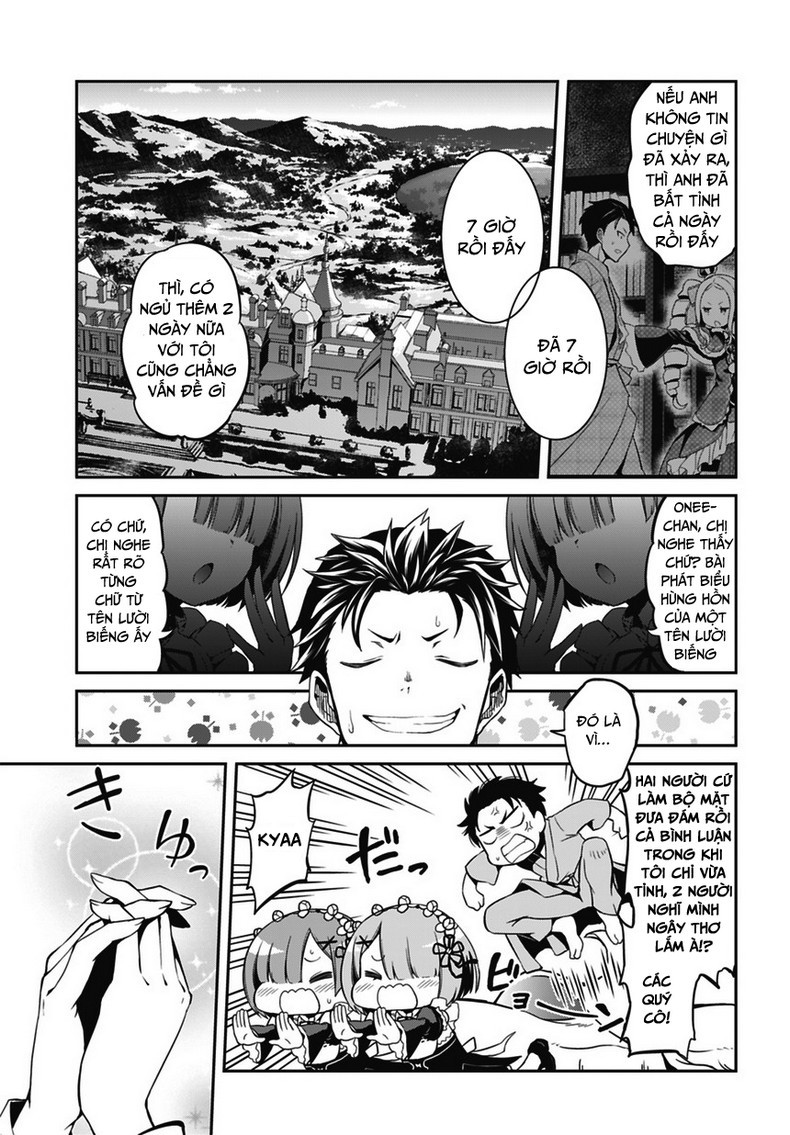 NẾU ANH
KHÔNG TIN
CHUYỆN GÌ
ĐÃ XẢY RA,
THÌ ANH ĐÃ
BẤT TỈNH
CẢ NGÀY
RỒI ĐẤY
7 GIỜ
RỒI ĐẤY
ĐÃ 7
GIỜ RỒI
THÌ, CÓ
NGỦ THÊM 2
NGÀY NỮA
VỚI TÔI
CŨNG CHẲNG
VẤN ĐỀ GÌ
ONEE-
CHAN, CHỊ
NGHE THẤY
CHỨ? BÀI
PHÁT BIỂU
HÙNG HỒN
CỦA MỘT
TÊN LƯỜI
BIẾNG
CÓ CHỨ,
CHỊ NGHE
RẤT RÕ
TỪNG
CHỮ TỪ
TÊN LƯỜI
BIẾNG ẤY
ĐÓ LÀ
VÌ...
HAI NGƯỜI CỨ
LÀM BỘ MẶT
ĐƯA ĐÁM RỒI
CẢ BÌNH LUẬN
TRONG KHI
TÔI CHỈ VỪA
TỈNH, 2 NGƯỜI
NGHĨ MÌNH
NGÂY THƠ
LẮM À!?
CÁC
QUÝ
CÔ!
KYAA
どーん
きゅっ